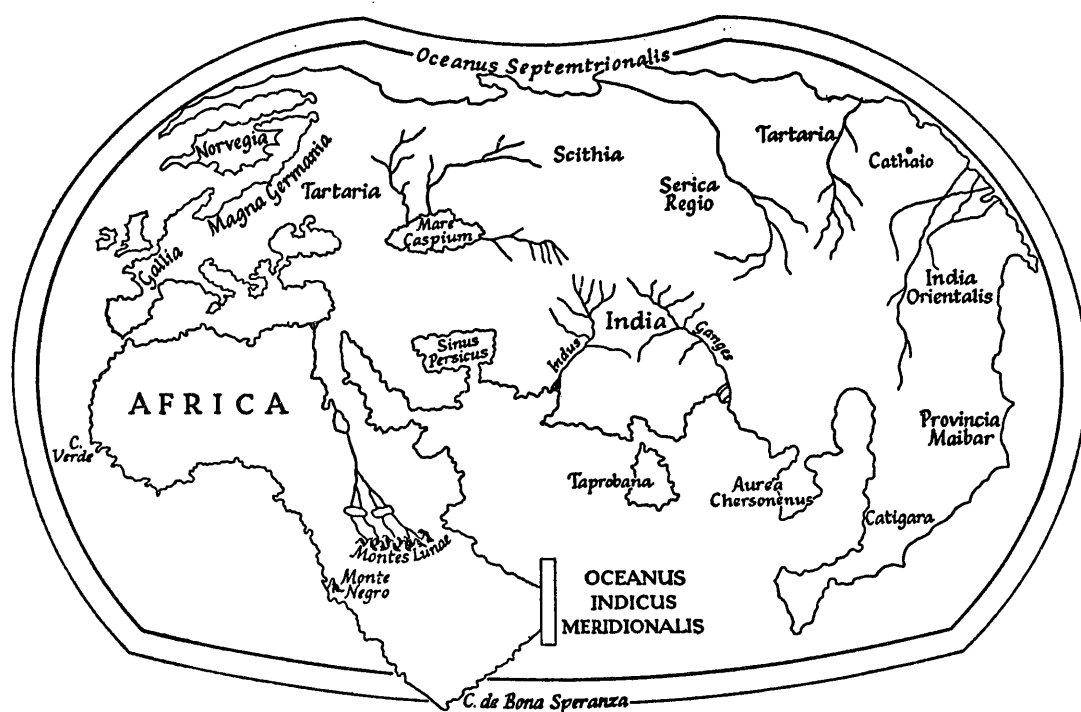 Oceanus Septemtrionalis
Norvegia
Magna Germania
Tartaria
Scithia
Tartaria
Cathaio
Serica
Regio
Mare
Caspium
Gallia
India
Orientalis
India
Indus
Ganges
Sinus
Persicus
AFRICA
C.
Verde
Provincia
Maibar
Taprobana
Aurea
Chersonenus
Catigara
Montes Lunae
Monte
Negro
OCEANUS
INDICUS
MERIDIONALIS
C. de Bona Speranza